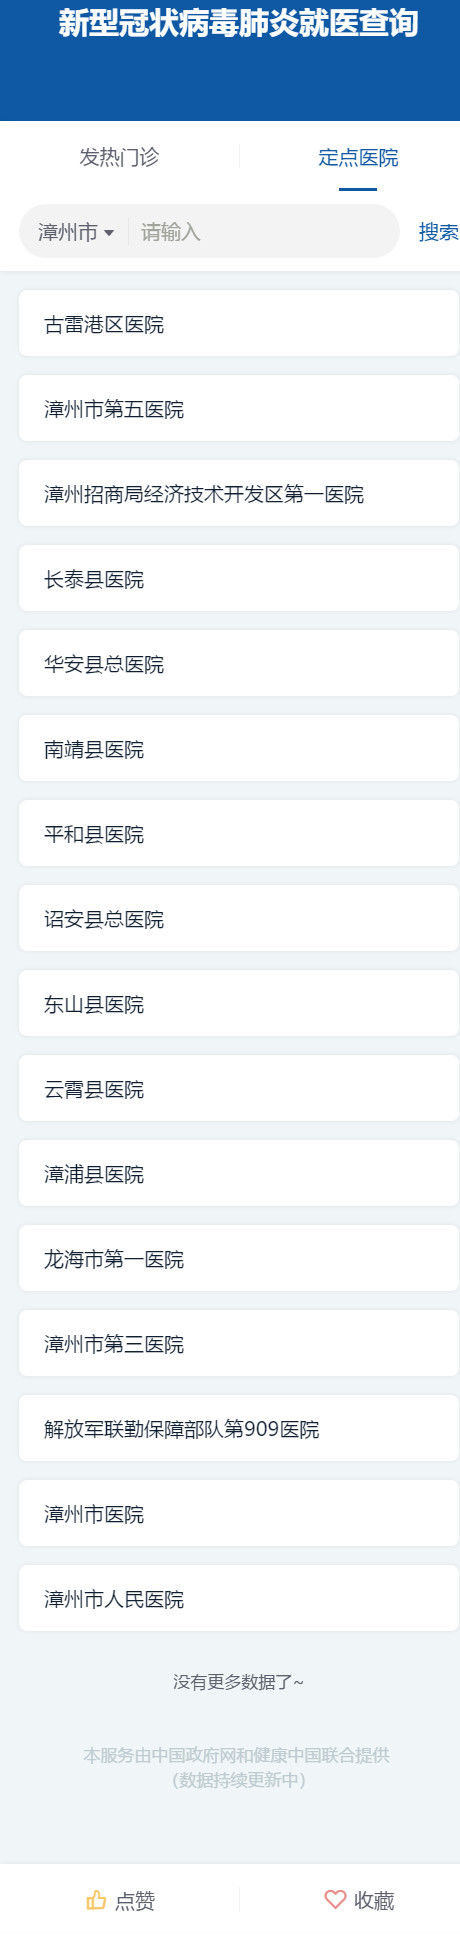 新型冠状病毒肺炎就医查询
发热门诊
定点医院
漳州市 请输入 搜索
古雷港区医院
漳州市第五医院
漳州招商局经济技术开发区第一医院
长泰县医院
华安县总医院
南靖县医院
平和县医院
诏安县总医院
东山县医院
云霄县医院
漳浦县医院
龙海市第一医院
漳州市第三医院
解放军联勤保障部队第909医院
漳州市医院
漳州市人民医院
没有更多数据了~
本服务由中国政府网和健康中国联合提供
（数据持续更新中）
点赞
收藏